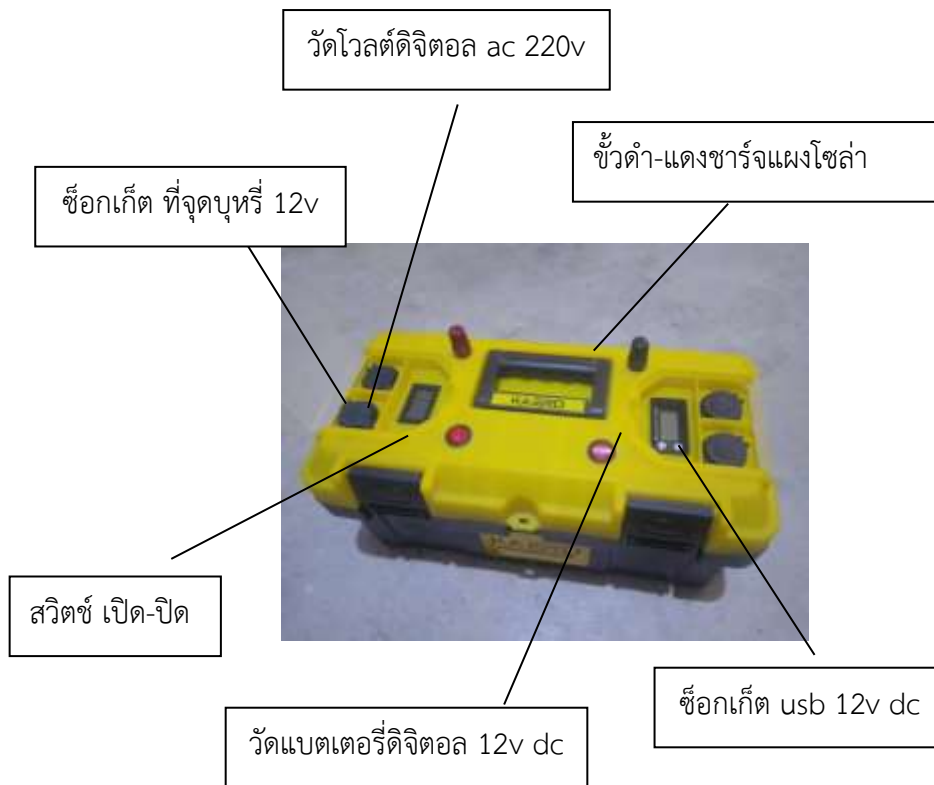 วัดโวลต์ดิจิตอล ac 220v
ขั้วดำ-แดงชาร์จแผงโซล่า
ซ็อกเก็ต ที่จุดบุหรี่ 12v
สวิตช์ เปิด-ปิด
ซ็อกเก็ต usb 12v dc
วัดแบตเตอรี่ดิจิตอล 12v dc